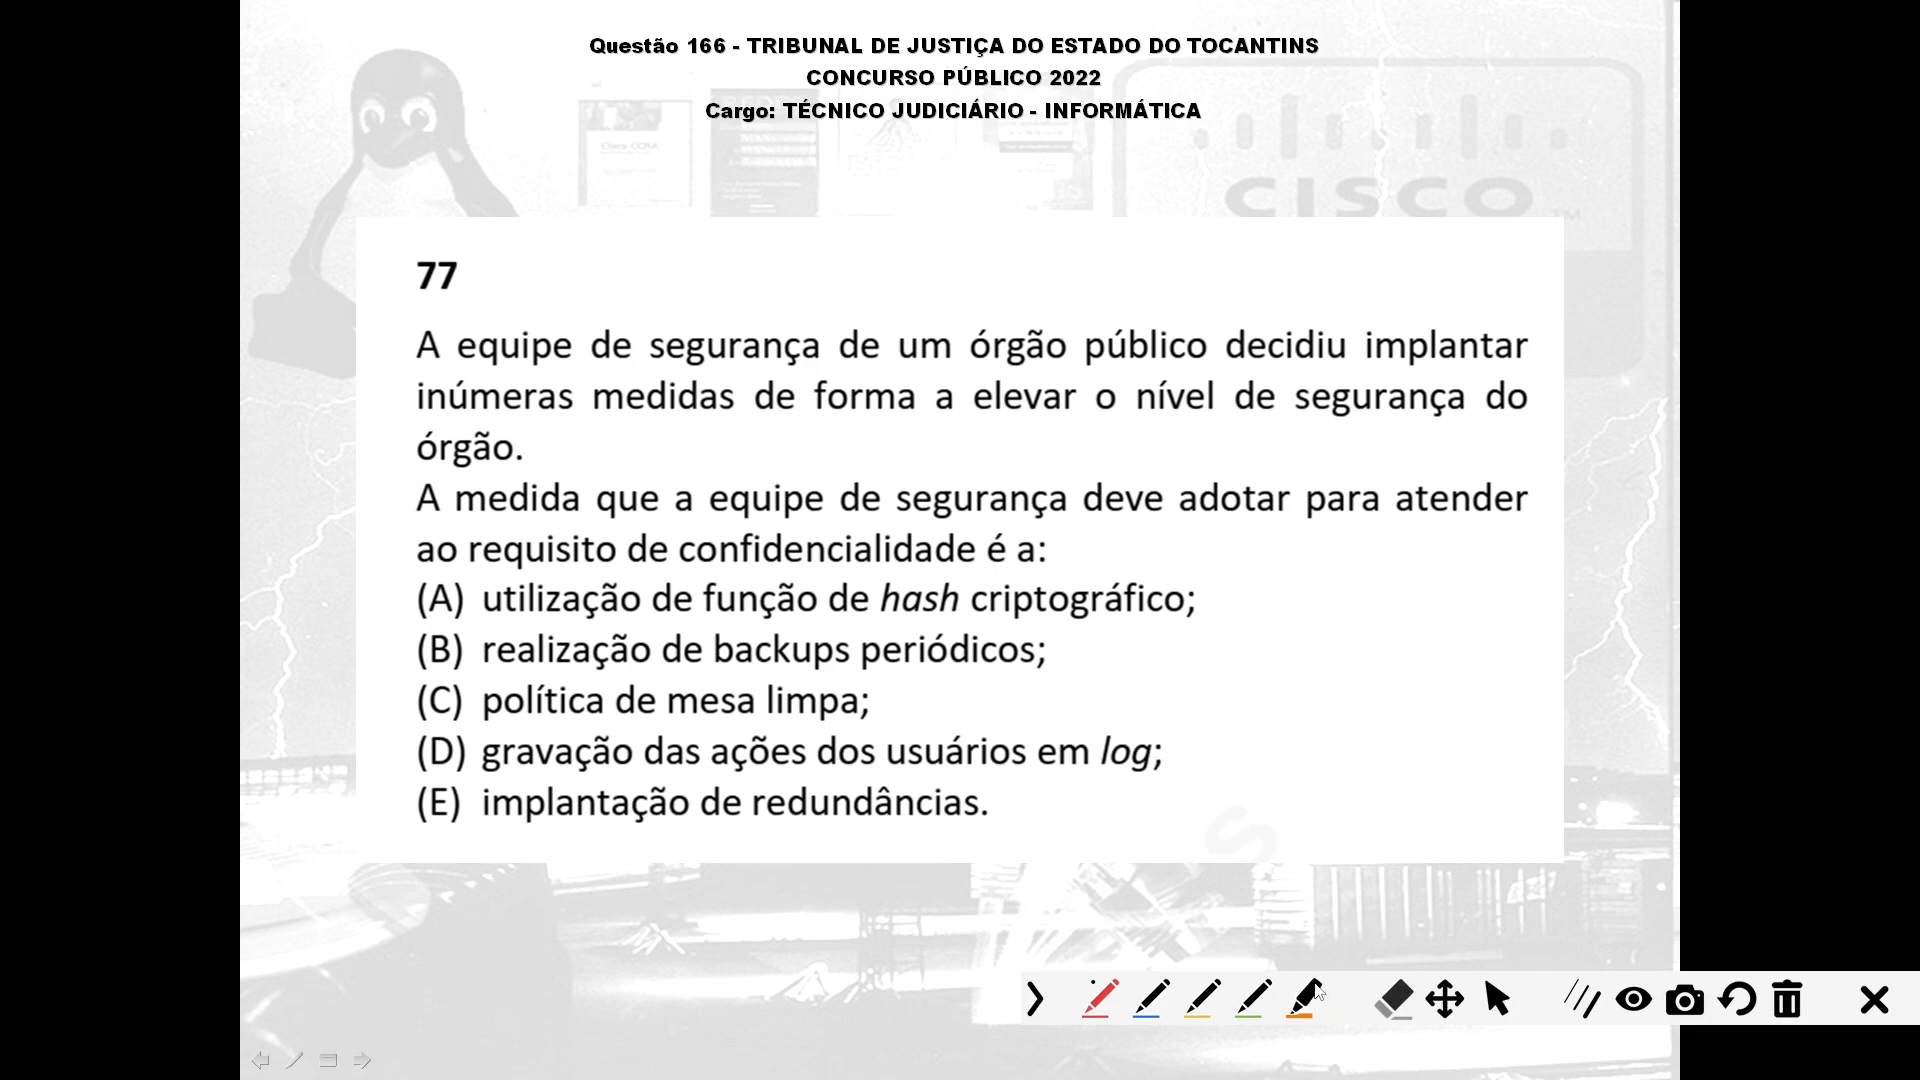 Questão 166 - TRIBUNAL DE JUSTIÇA DO ESTADO DO TOCANTINS
CONCURSO PÚBLICO 2022
Cargo: TÉCNICO JUDICIÁRIO - INFORMÁTICA
CISCO
77
A equipe de segurança de um órgão público decidiu implantar
inúmeras medidas de forma a elevar o nível de segurança do
órgão.
A medida que a equipe de segurança deve adotar para atender
ao requisito de confidencialidade é a:
(A) utilização de função de hash criptográfico;
(B) realização de backups periódicos;
(C) política de mesa limpa;
(D) gravação das ações dos usuários em log;
(E) implantação de redundâncias.